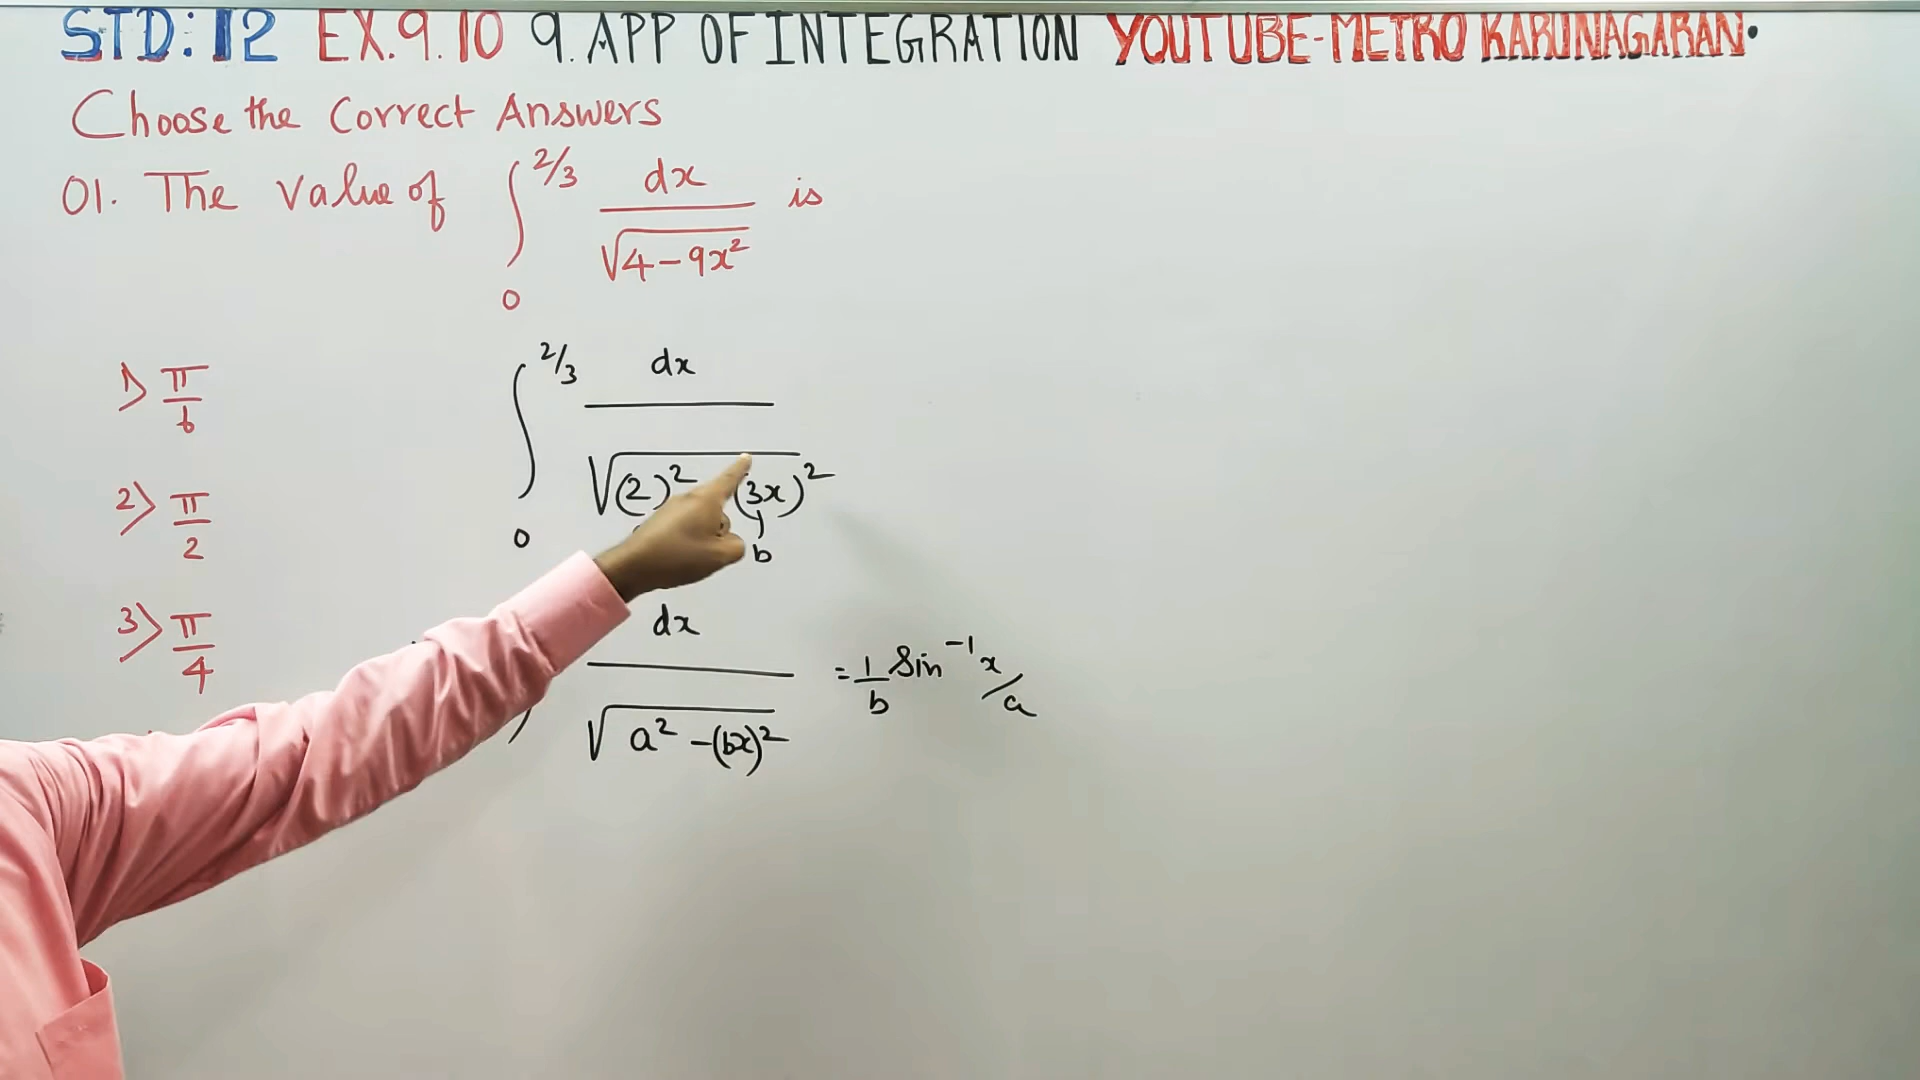 STD: 12 EX.9.10 9. APP OF INTEGRATION YOUTUBE-METRO KARUNAGARAN.
Choose the Correct Answers
01. The Value of ∫₀^{2/3} dx / √(4-9x²) is
1) π/6
2) π/2
3) π/4
∫₀^{2/3} dx / √((2)² (3x)²)
b
dx / √(a² -(bx)²) = 1/b Sin⁻¹ x/a